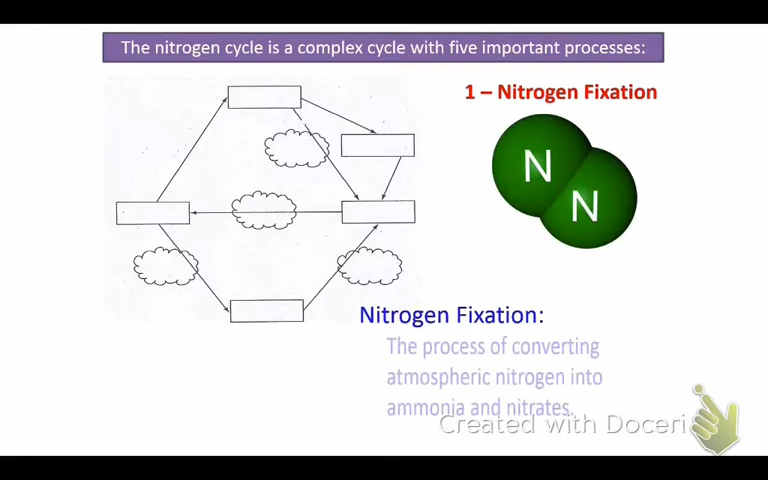 The nitrogen cycle is a complex cycle with five important processes:
1 – Nitrogen Fixation
N
N
Nitrogen Fixation:
The process of converting
atmospheric nitrogen into
ammonia and nitrates.
Created with Doceri